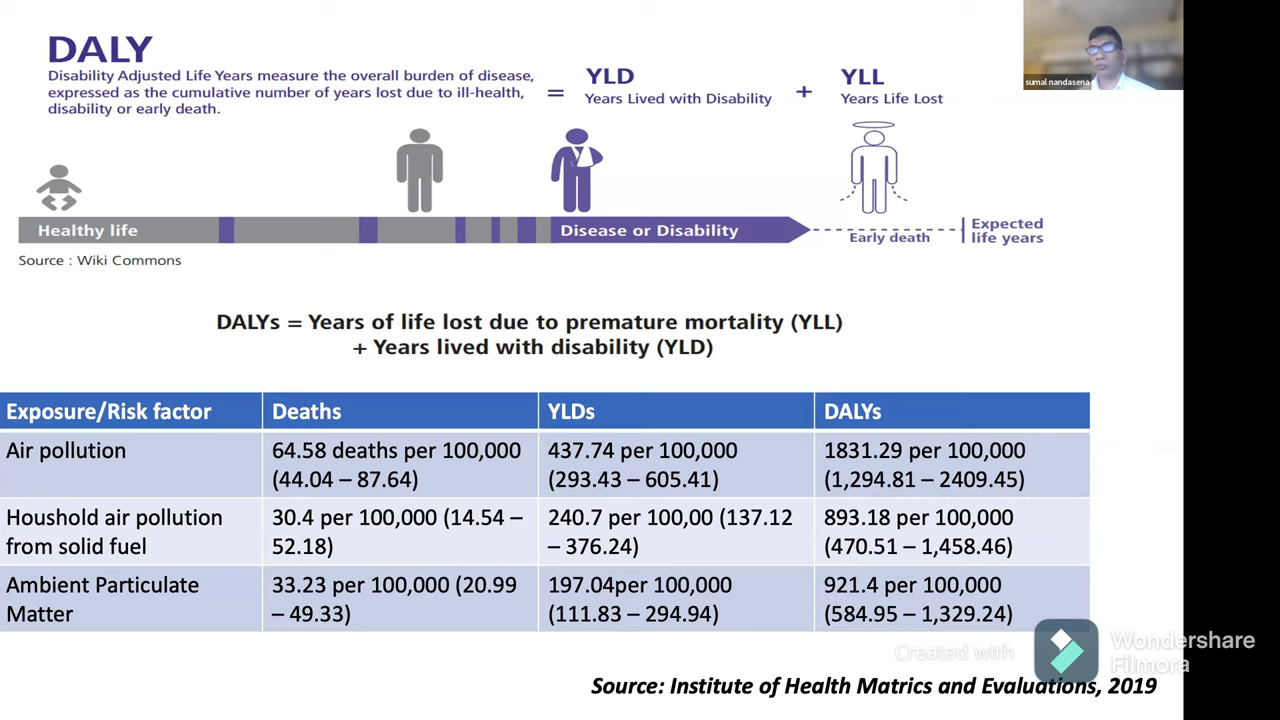 DALY
Disability Adjusted Life Years measure the overall burden of disease,
expressed as the cumulative number of years lost due to ill-health,
disability or early death.
=
YLD
Years Lived with Disability
+
YLL
Years Life Lost
sumal nandasena
Healthy life
Disease or Disability
Early death
Expected
life years
Source : Wiki Commons
DALYs = Years of life lost due to premature mortality (YLL)
+ Years lived with disability (YLD)
Exposure/Risk factor Deaths YLDs DALYs
Air pollution 64.58 deaths per 100,000 437.74 per 100,000 1831.29 per 100,000
(44.04 – 87.64) (293.43 – 605.41) (1,294.81 – 2409.45)
Houshold air pollution 30.4 per 100,000 (14.54 – 240.7 per 100,00 (137.12 893.18 per 100,000
from solid fuel 52.18) – 376.24) (470.51 – 1,458.46)
Ambient Particulate 33.23 per 100,000 (20.99 197.04per 100,000 921.4 per 100,000
Matter – 49.33) (111.83 – 294.94) (584.95 – 1,329.24)
Created with
Wondershare
Filmora
Source: Institute of Health Matrics and Evaluations, 2019